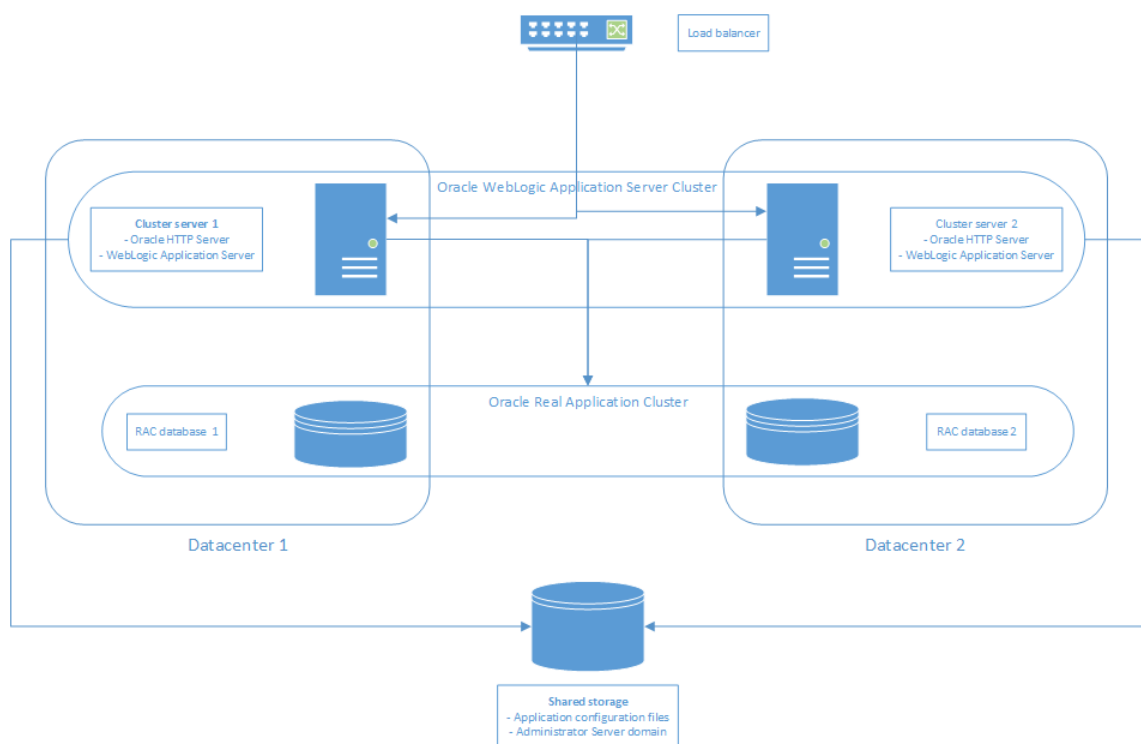 Load balancer
Oracle WebLogic Application Server Cluster
Cluster server 1
- Oracle HTTP Server
- WebLogic Application Server
Cluster server 2
- Oracle HTTP Server
- WebLogic Application Server
Oracle Real Application Cluster
RAC database 1
RAC database 2
Datacenter 1
Datacenter 2
Shared storage
- Application configuration files
- Administrator Server domain